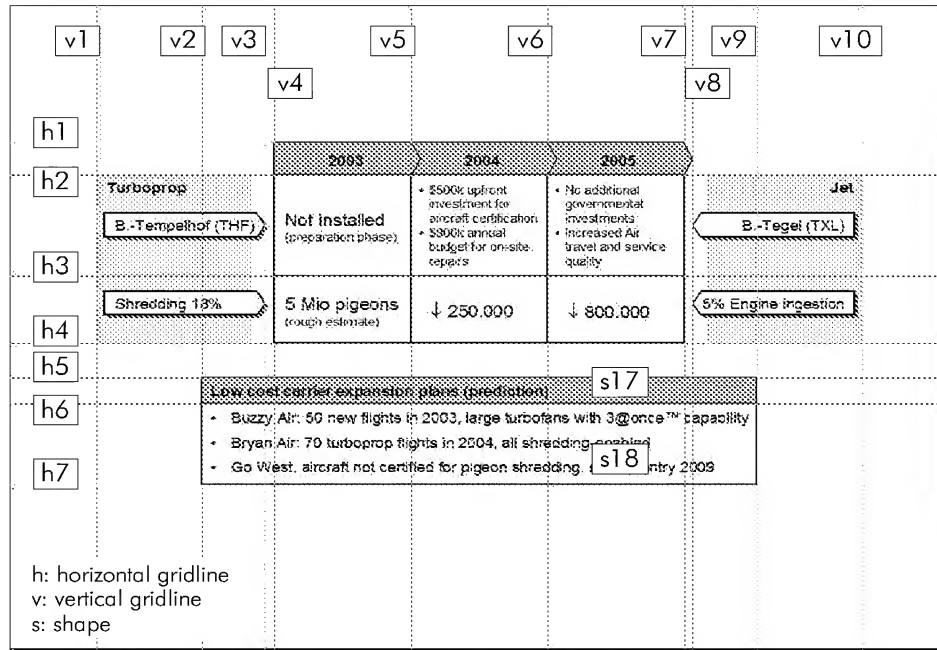 v1 v2 v3 v5 v6 v7 v9 v10
v4 v8
h1
2003 2004 2005
h2
Turboprop
B.-Tempelhof (THF)
Not installed
(preparation phase)
• $500k upfront
investment for
aircraft certification
• $300k annual
budget for on-site
repairs
• No additional
governmental
investments
• Increased Air
travel and service
quality
Jet
B.-Tegel (TXL)
h3
Shredding 18%
5 Mio pigeons
(rough estimate)
↓ 250.000
↓ 800.000
5% Engine Ingestion
h4
h5
Low cost carrier expansion plans (prediction)
s17
h6
• Buzzy Air: 50 new flights in 2003, large turbofans with 3@once™ capability
• Bryan Air: 70 turboprop flights in 2004, all shredding
s18
h7
• Go West, aircraft not certified for pigeon shredding, 2009
h: horizontal gridline
v: vertical gridline
s: shape